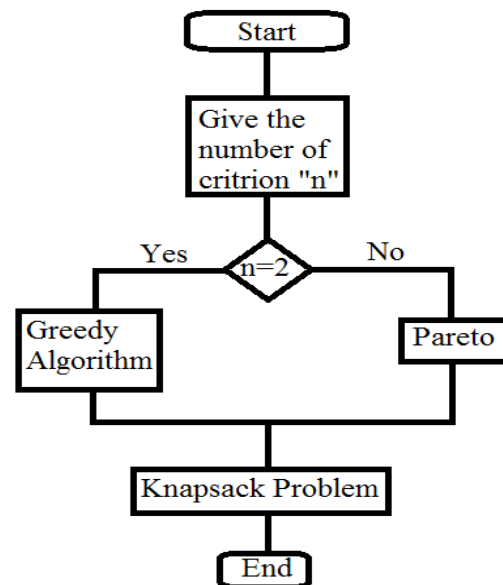 Start
Give the
number of
critrion "n"
Yes
n=2
No
Greedy
Algorithm
Pareto
Knapsack Problem
End